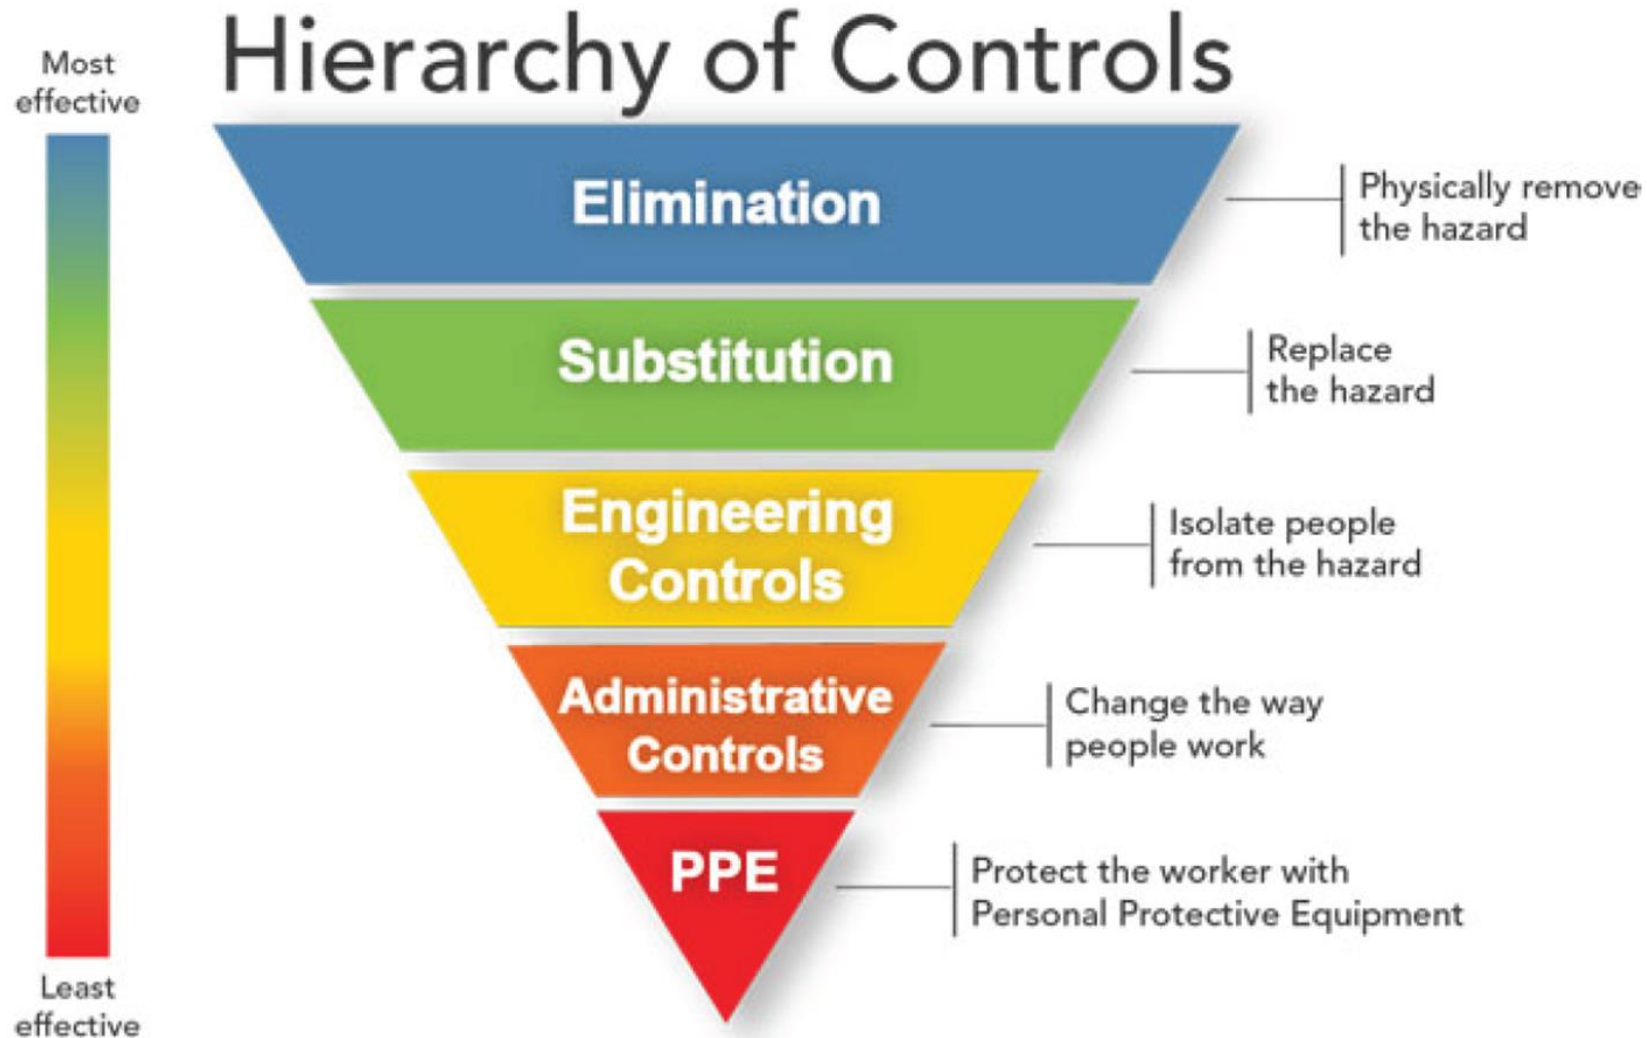 Hierarchy of Controls
Most
effective
Elimination
Physically remove
the hazard
Substitution
Replace
the hazard
Engineering
Controls
Isolate people
from the hazard
Administrative
Controls
Change the way
people work
PPE
Protect the worker with
Personal Protective Equipment
Least
effective